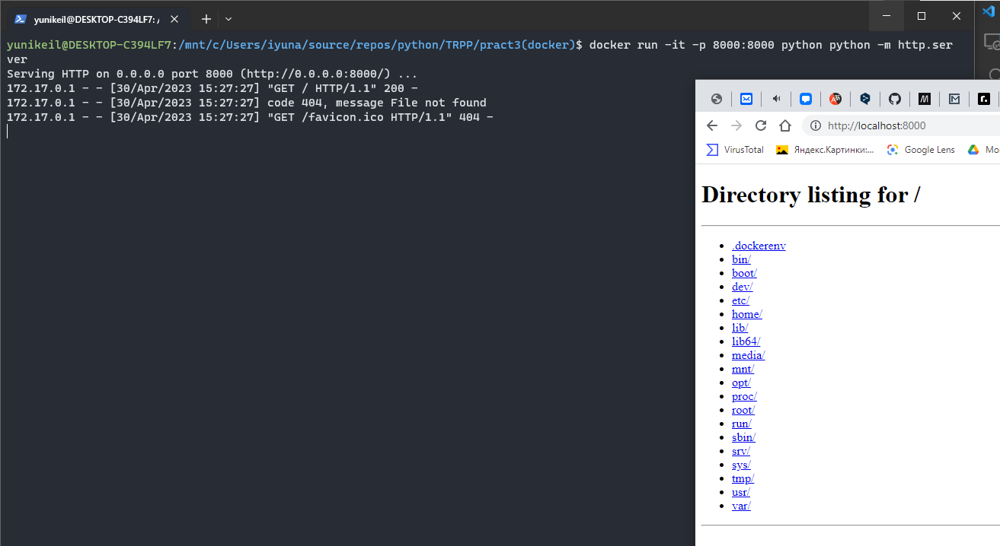 yunikeil@DESKTOP-C394LF7: /
yunikeil@DESKTOP-C394LF7:/mnt/c/Users/iyuna/source/repos/python/TRPP/pract3(docker)$ docker run -it -p 8000:8000 python python -m http.ser
ver
Serving HTTP on 0.0.0.0 port 8000 (http://0.0.0.0:8000/) ...
172.17.0.1 - - [30/Apr/2023 15:27:27] "GET / HTTP/1.1" 200 -
172.17.0.1 - - [30/Apr/2023 15:27:27] code 404, message File not found
172.17.0.1 - - [30/Apr/2023 15:27:27] "GET /favicon.ico HTTP/1.1" 404 -
http://localhost:8000
VirusTotal Яндекс.Картинки:... Google Lens Мо
Directory listing for /
.dockerenv
bin/
boot/
dev/
etc/
home/
lib/
lib64/
media/
mnt/
opt/
proc/
root/
run/
sbin/
srv/
sys/
tmp/
usr/
var/